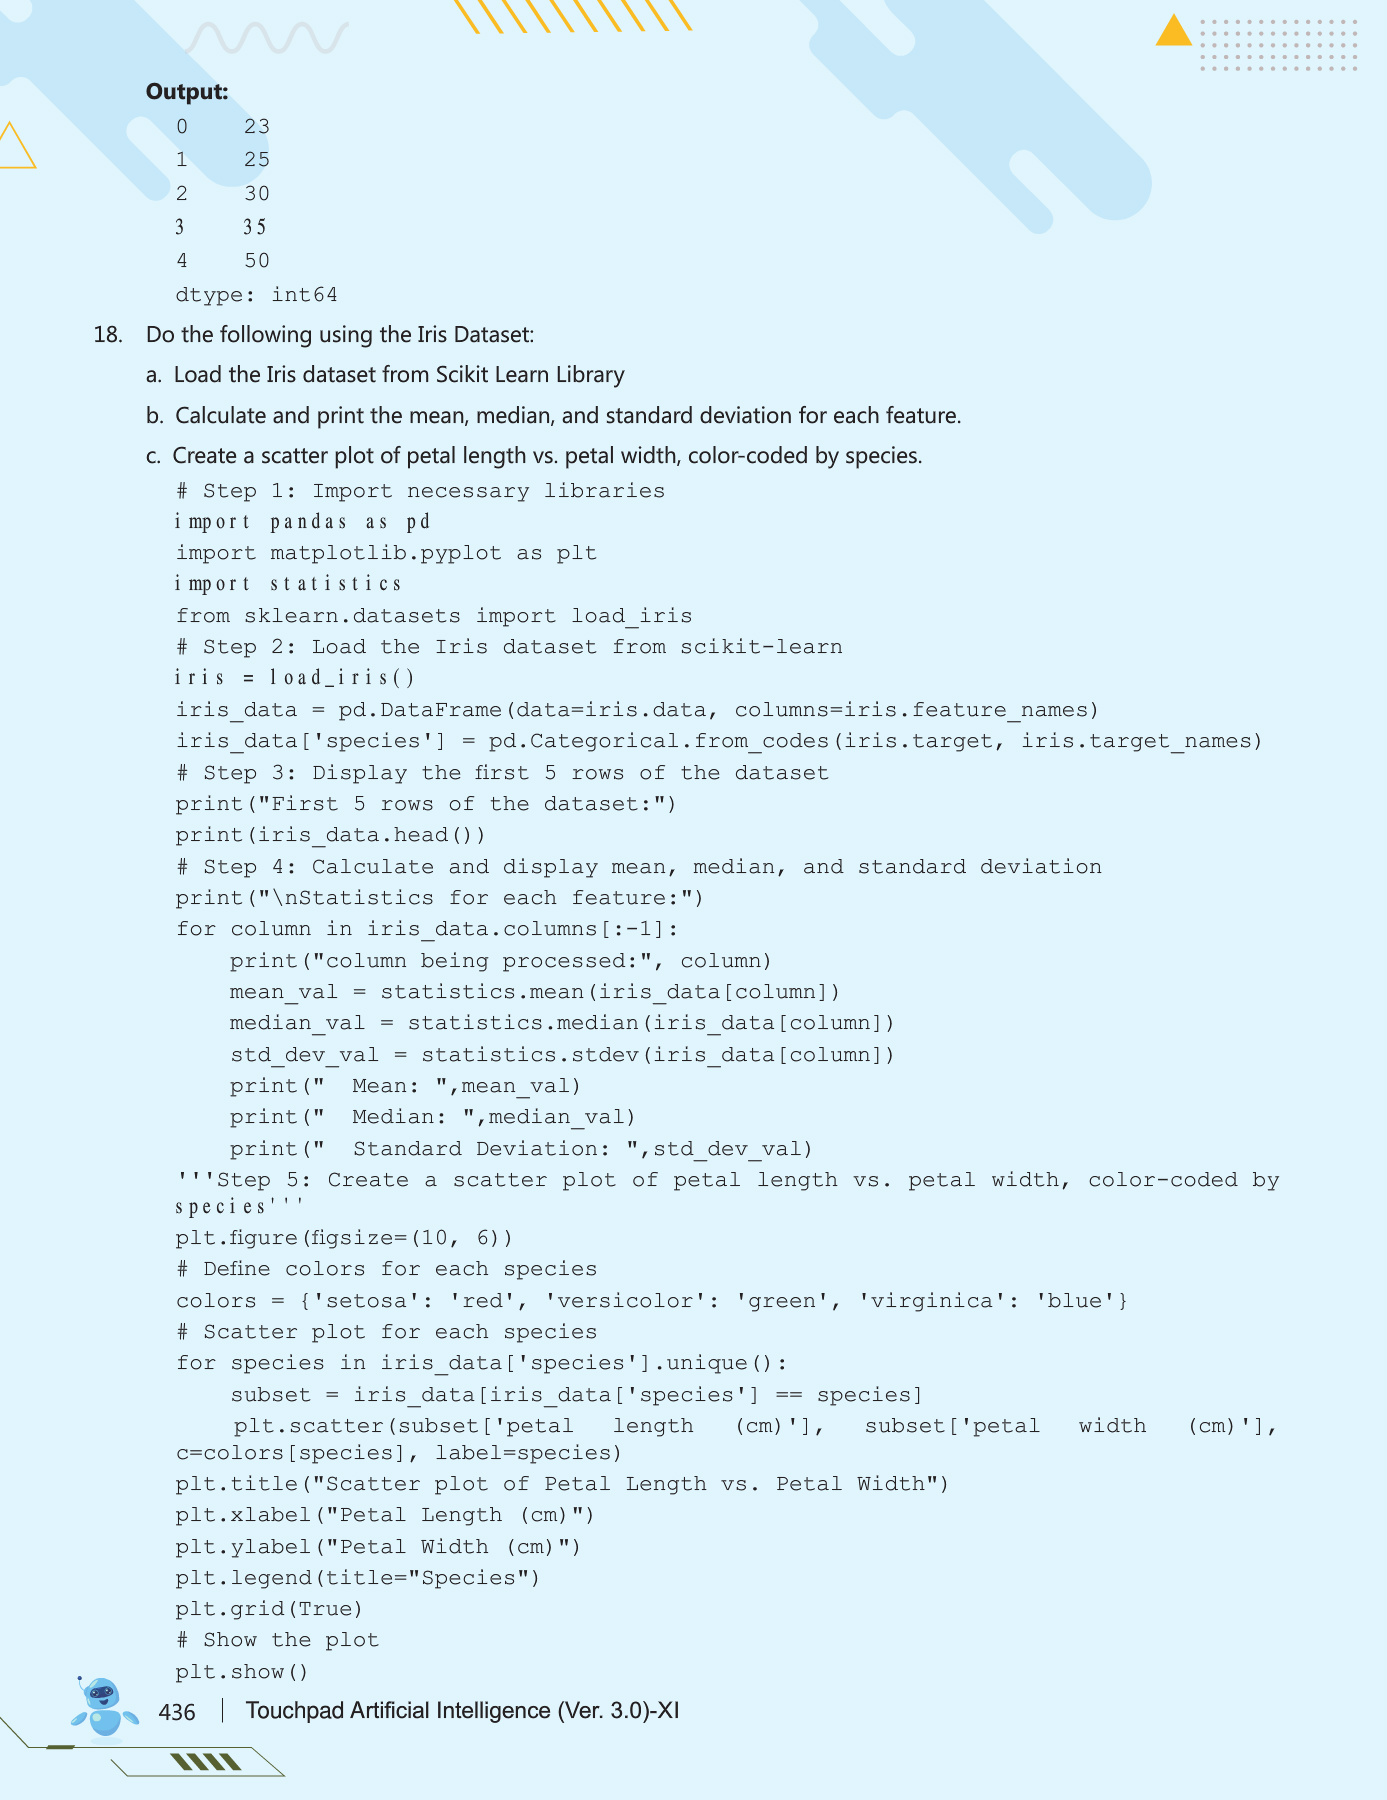 Output:
0    23
1    25
2    30
3    35
4    50
dtype: int64
18. Do the following using the Iris Dataset:
a. Load the Iris dataset from Scikit Learn Library
b. Calculate and print the mean, median, and standard deviation for each feature.
c. Create a scatter plot of petal length vs. petal width, color-coded by species.
# Step 1: Import necessary libraries
import pandas as pd
import matplotlib.pyplot as plt
import statistics
from sklearn.datasets import load_iris
# Step 2: Load the Iris dataset from scikit-learn
iris = load_iris()
iris_data = pd.DataFrame(data=iris.data, columns=iris.feature_names)
iris_data['species'] = pd.Categorical.from_codes(iris.target, iris.target_names)
# Step 3: Display the first 5 rows of the dataset
print("First 5 rows of the dataset:")
print(iris_data.head())
# Step 4: Calculate and display mean, median, and standard deviation
print("\nStatistics for each feature:")
for column in iris_data.columns[:-1]:
    print("column being processed:", column)
    mean_val = statistics.mean(iris_data[column])
    median_val = statistics.median(iris_data[column])
    std_dev_val = statistics.stdev(iris_data[column])
    print("  Mean: ",mean_val)
    print("  Median: ",median_val)
    print("  Standard Deviation: ",std_dev_val)
'''Step 5: Create a scatter plot of petal length vs. petal width, color-coded by
species'''
plt.figure(figsize=(10, 6))
# Define colors for each species
colors = {'setosa': 'red', 'versicolor': 'green', 'virginica': 'blue'}
# Scatter plot for each species
for species in iris_data['species'].unique():
    subset = iris_data[iris_data['species'] == species]
    plt.scatter(subset['petal length (cm)'], subset['petal width (cm)'],
c=colors[species], label=species)
plt.title("Scatter plot of Petal Length vs. Petal Width")
plt.xlabel("Petal Length (cm)")
plt.ylabel("Petal Width (cm)")
plt.legend(title="Species")
plt.grid(True)
# Show the plot
plt.show()
436 | Touchpad Artificial Intelligence (Ver. 3.0)-XI